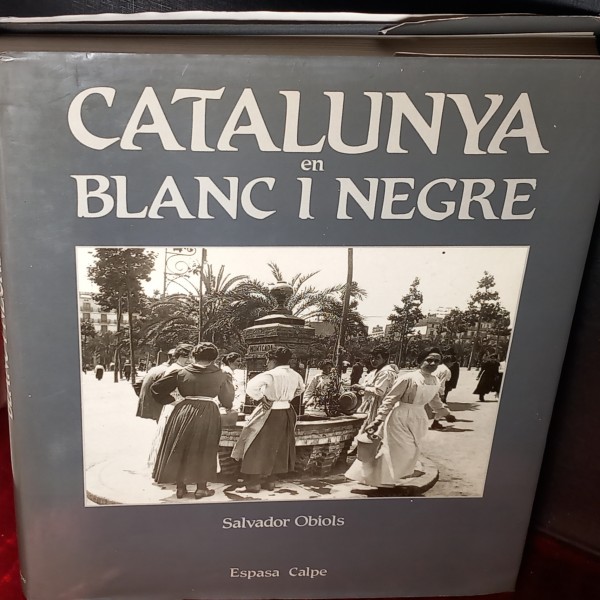 CATALUNYA
en
BLANC I NEGRE
Salvador Obiols
Espasa Calpe